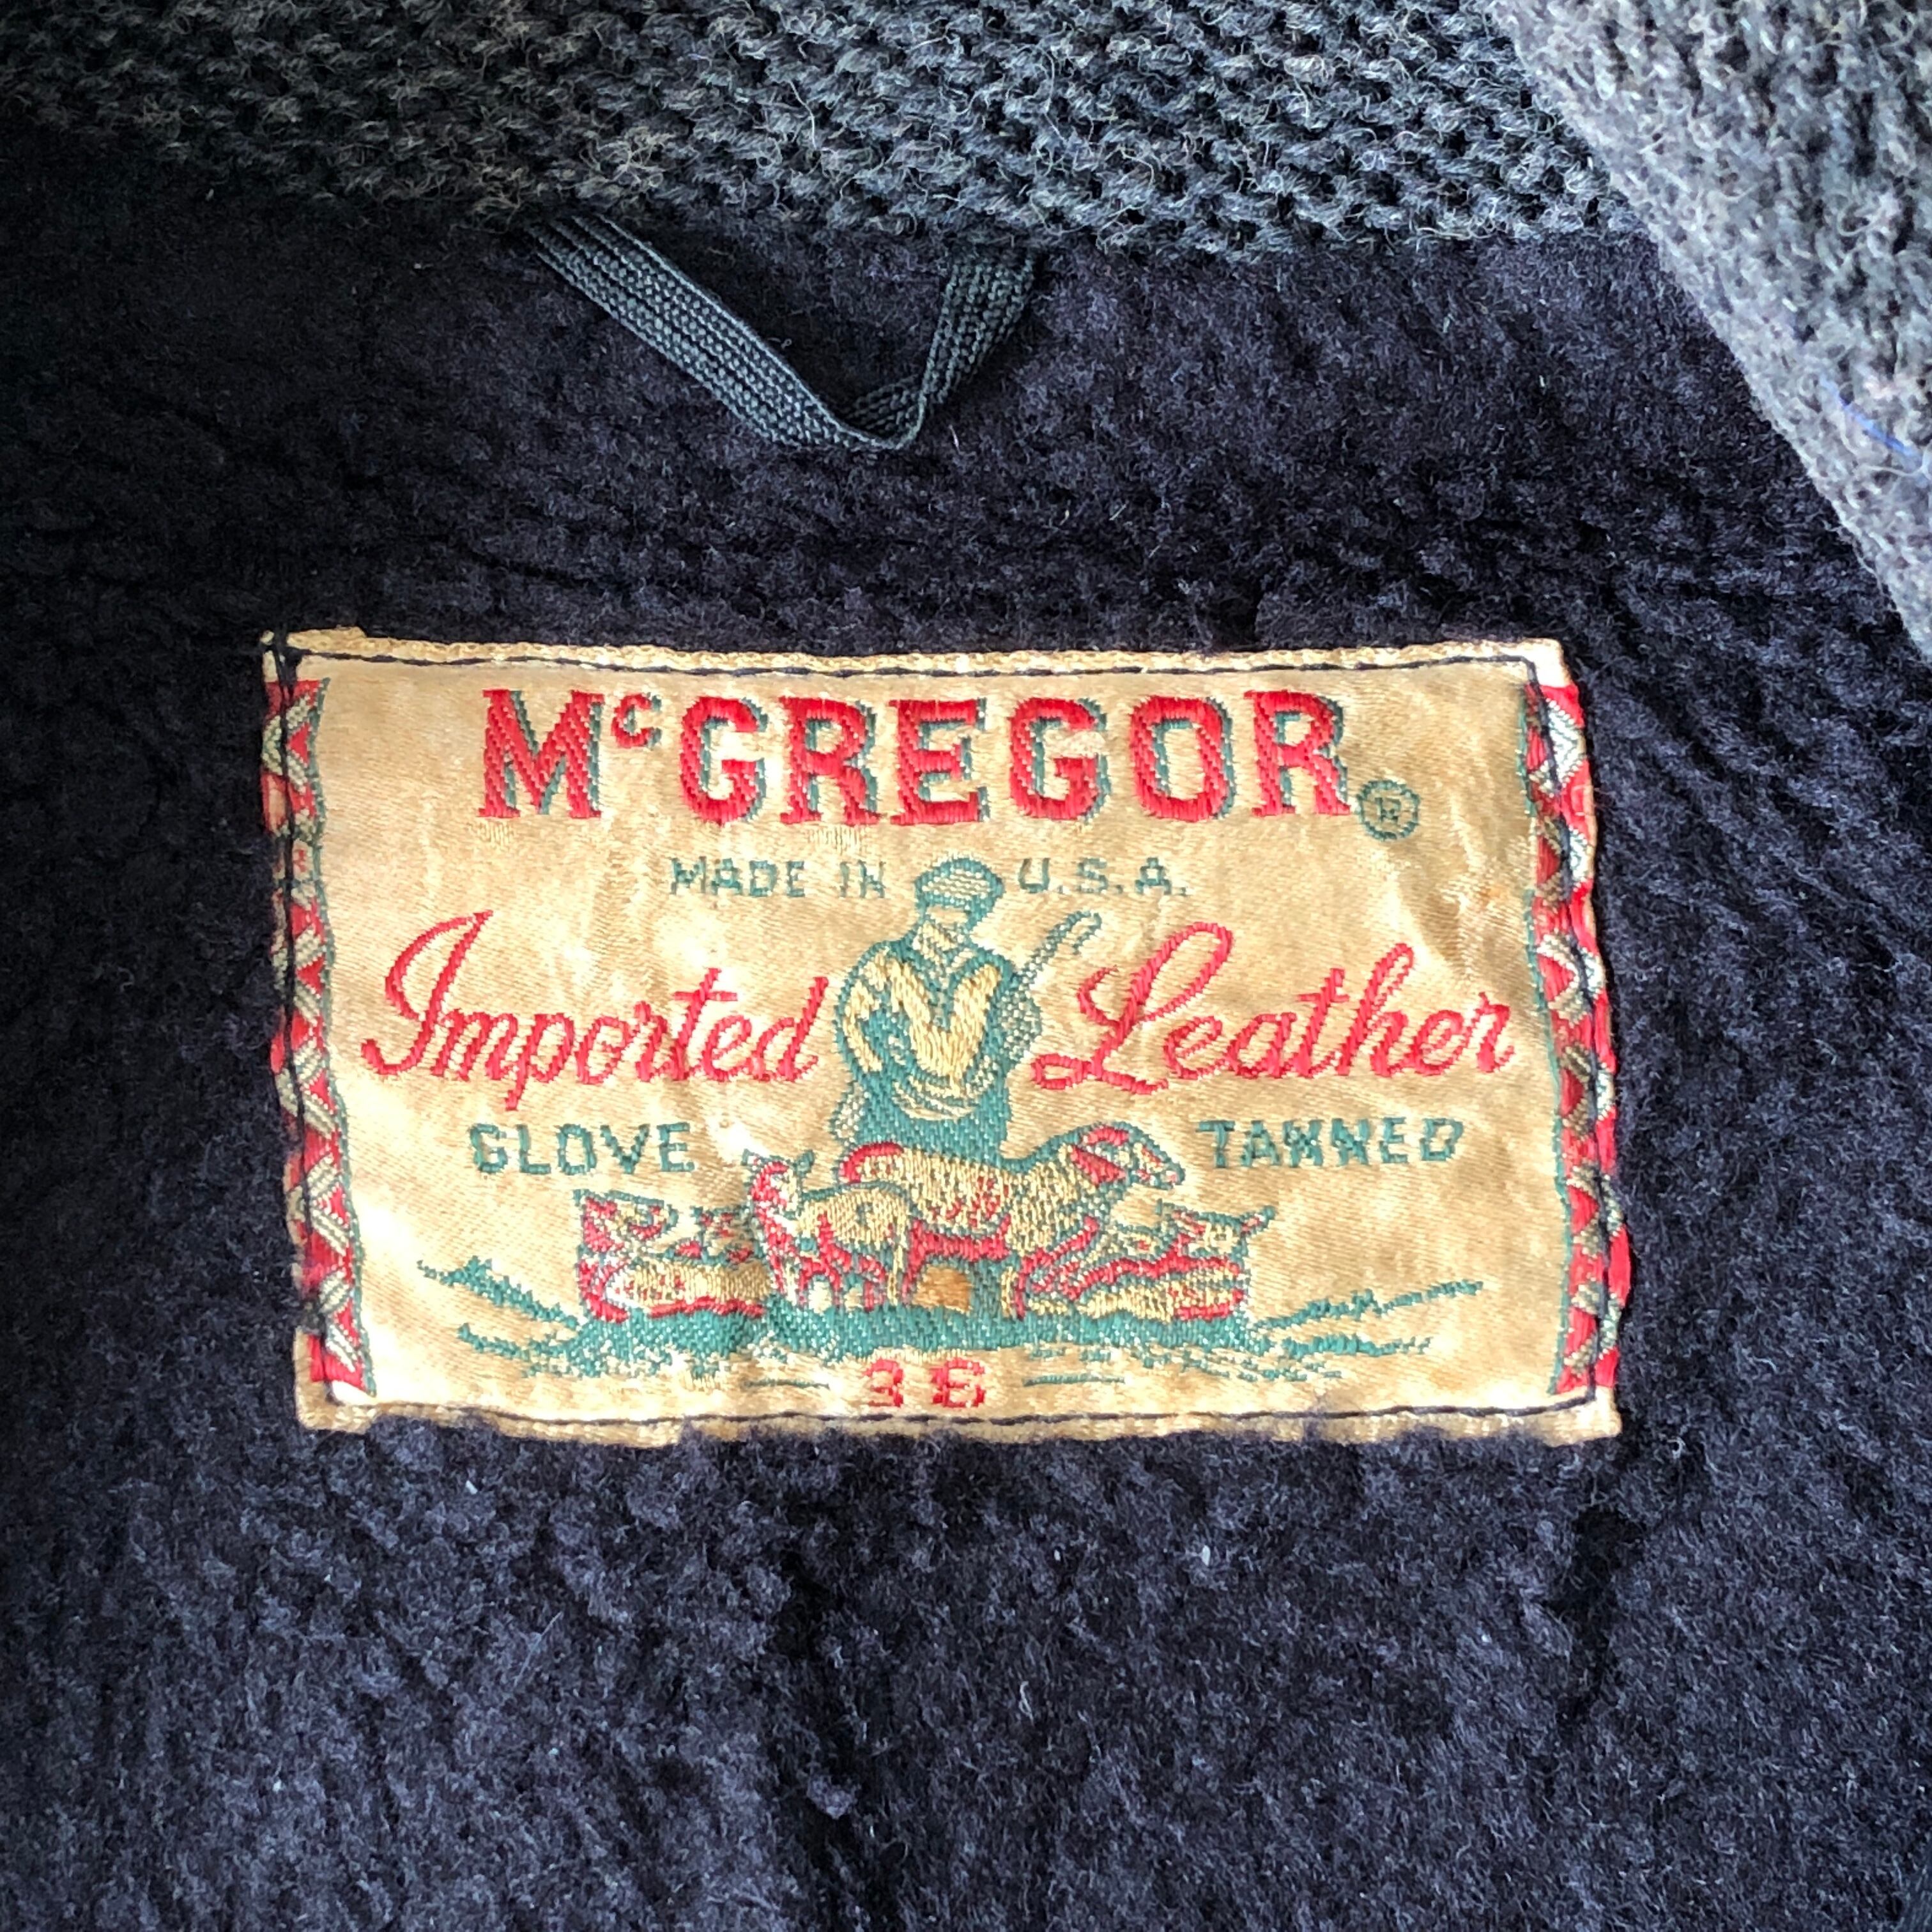 McGREGOR ®
MADE IN U.S.A.
Imported Leather
GLOVE TANNED
36